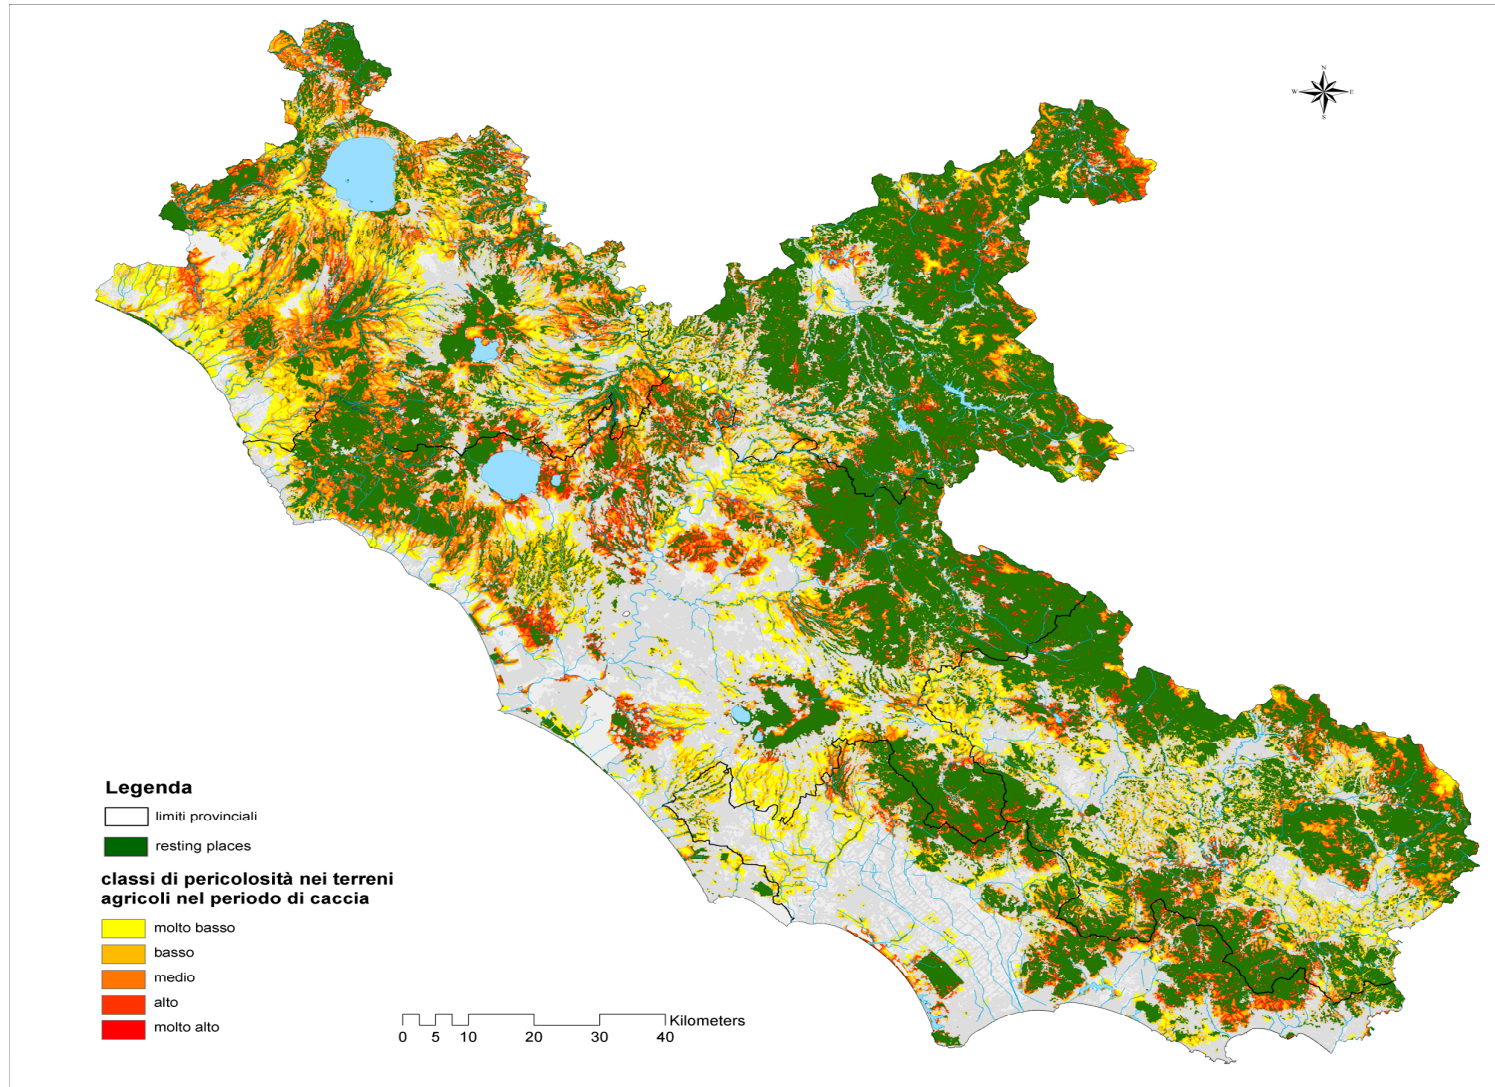 N
W E
S
Legenda
limiti provinciali
resting places
classi di pericolosità nei terreni
agricoli nel periodo di caccia
molto basso
basso
medio
alto
molto alto
Kilometers
0 5 10 20 30 40